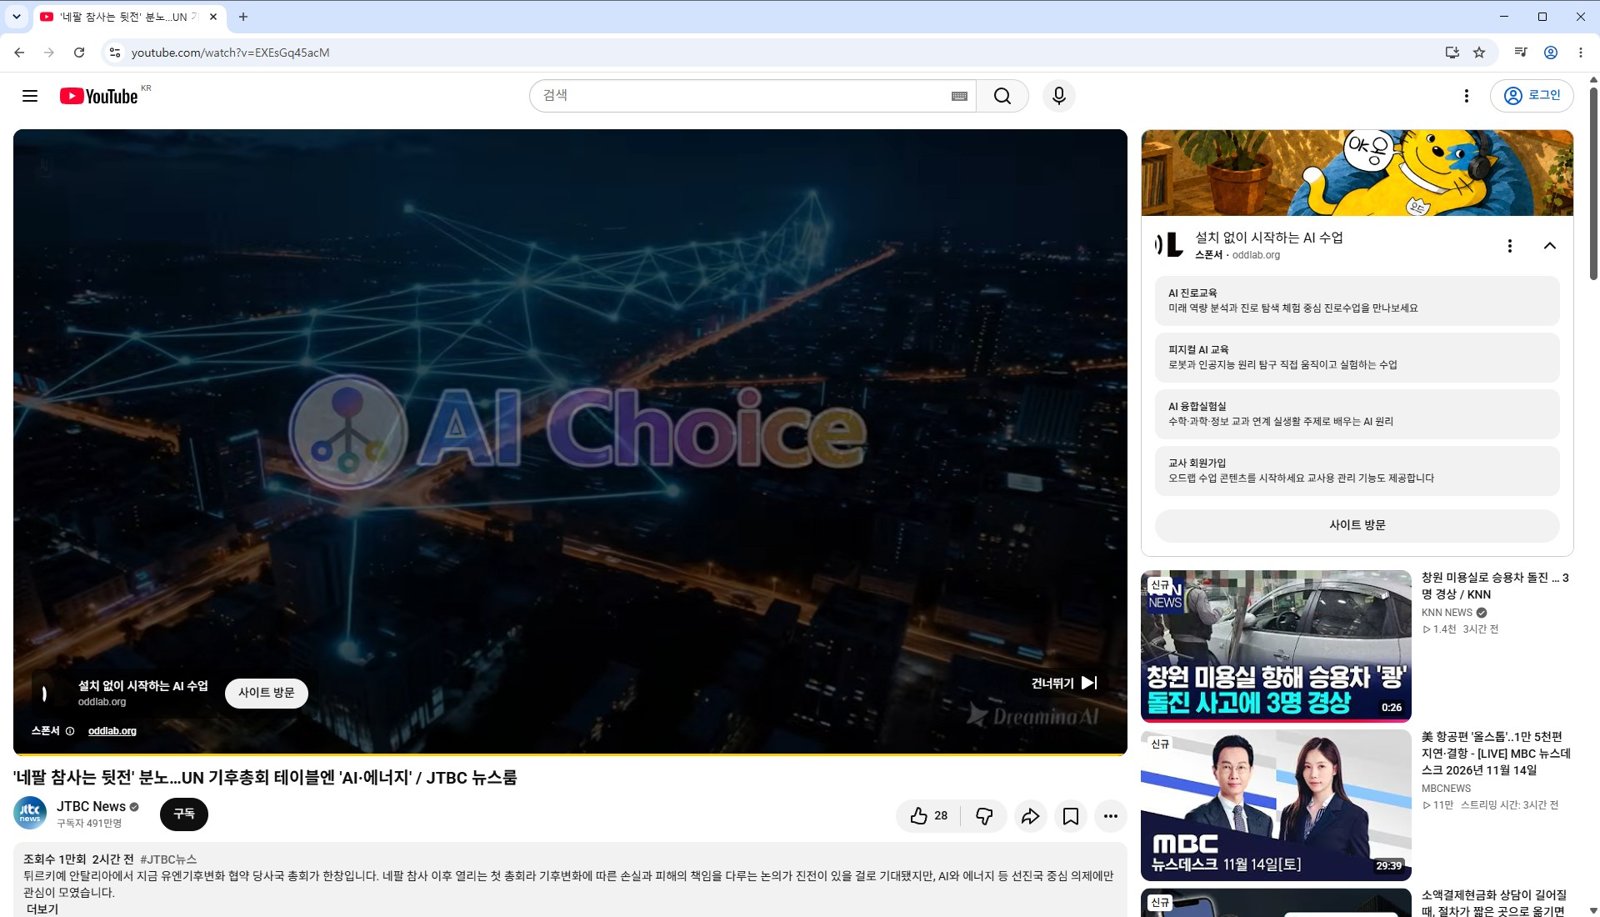 '네팔 참사는 뒷전' 분노...UN 기
youtube.com/watch?v=EXEsGq45acM
YouTube KR
검색
로그인
AI Choice
설치 없이 시작하는 AI 수업
oddlab.org
사이트 방문
스폰서
oddlab.org
건너뛰기
Dreamina AI
'네팔 참사는 뒷전' 분노...UN 기후총회 테이블엔 'AI·에너지' / JTBC 뉴스룸
jtbc news
JTBC News
구독자 491만명
구독
28
조회수 1만회 2시간 전 #JTBC뉴스
튀르키예 안탈리아에서 지금 유엔기후변화 협약 당사국 총회가 한창입니다. 네팔 참사 이후 열리는 첫 총회라 기후변화에 따른 손실과 피해의 책임을 다루는 논의가 진전이 있을 걸로 기대됐지만, AI와 에너지 등 선진국 중심 의제에만
관심이 모였습니다.
더보기
야옹
오드
설치 없이 시작하는 AI 수업
스폰서 · oddlab.org
AI 진로교육
미래 역량 분석과 진로 탐색 체험 중심 진로수업을 만나보세요
피지컬 AI 교육
로봇과 인공지능 원리 탐구 직접 움직이고 실험하는 수업
AI 융합실험실
수학·과학·정보 교과 연계 실생활 주제로 배우는 AI 원리
교사 회원가입
오드랩 수업 콘텐츠를 시작하세요 교사용 관리 기능도 제공합니다
사이트 방문
신규
NEWS
창원 미용실 향해 승용차 '쾅'
돌진 사고에 3명 경상
0:26
창원 미용실로 승용차 돌진 ... 3
명 경상 / KNN
KNN NEWS
1.4천 3시간 전
신규
MBC
뉴스데스크 11월 14일[토]
29:39
美 항공편 '올스톱'..1만 5천편
지연·결항 - [LIVE] MBC 뉴스데
스크 2026년 11월 14일
MBCNEWS
11만 스트리밍 시간: 3시간 전
신규
소액결제현금화 상담이 길어질
때, 절차가 짧은 곳으로 옮기면